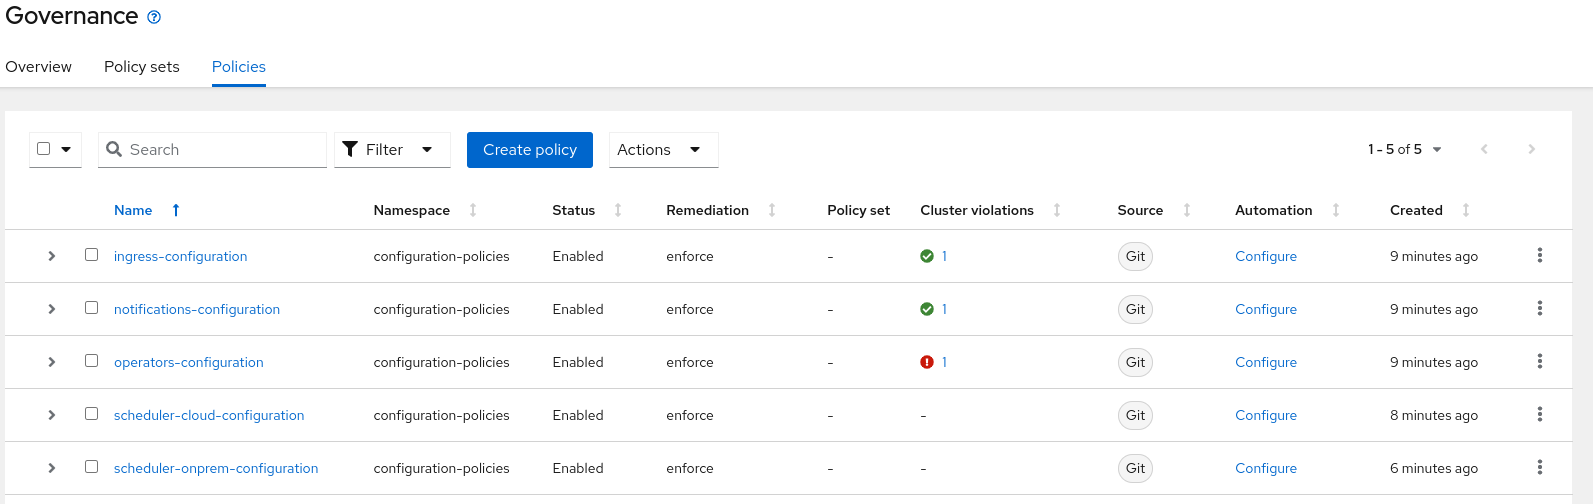 Governance
Overview Policy sets Policies
Search Filter Create policy Actions 1 - 5 of 5
Name Namespace Status Remediation Policy set Cluster violations Source Automation Created
ingress-configuration configuration-policies Enabled enforce - 1 Git Configure 9 minutes ago
notifications-configuration configuration-policies Enabled enforce - 1 Git Configure 9 minutes ago
operators-configuration configuration-policies Enabled enforce - 1 Git Configure 9 minutes ago
scheduler-cloud-configuration configuration-policies Enabled enforce - - Git Configure 8 minutes ago
scheduler-onprem-configuration configuration-policies Enabled enforce - - Git Configure 6 minutes ago